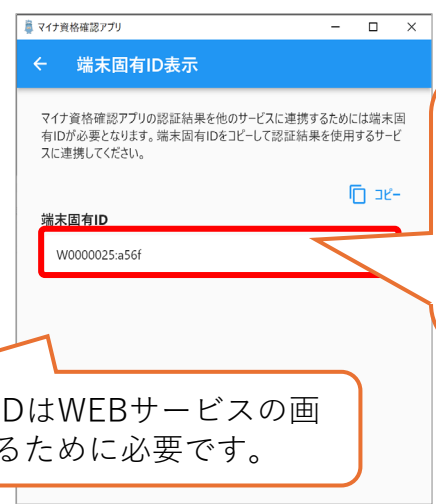 マイナ資格確認アプリ
端末固有ID表示
マイナ資格確認アプリの認証結果を他のサービスに連携するためには端末固
有IDが必要となります。端末固有IDをコピーして認証結果を使用するサービ
スに連携してください。
コピー
端末固有ID
W0000025:a56f
DはWEBサービスの画
るために必要です。